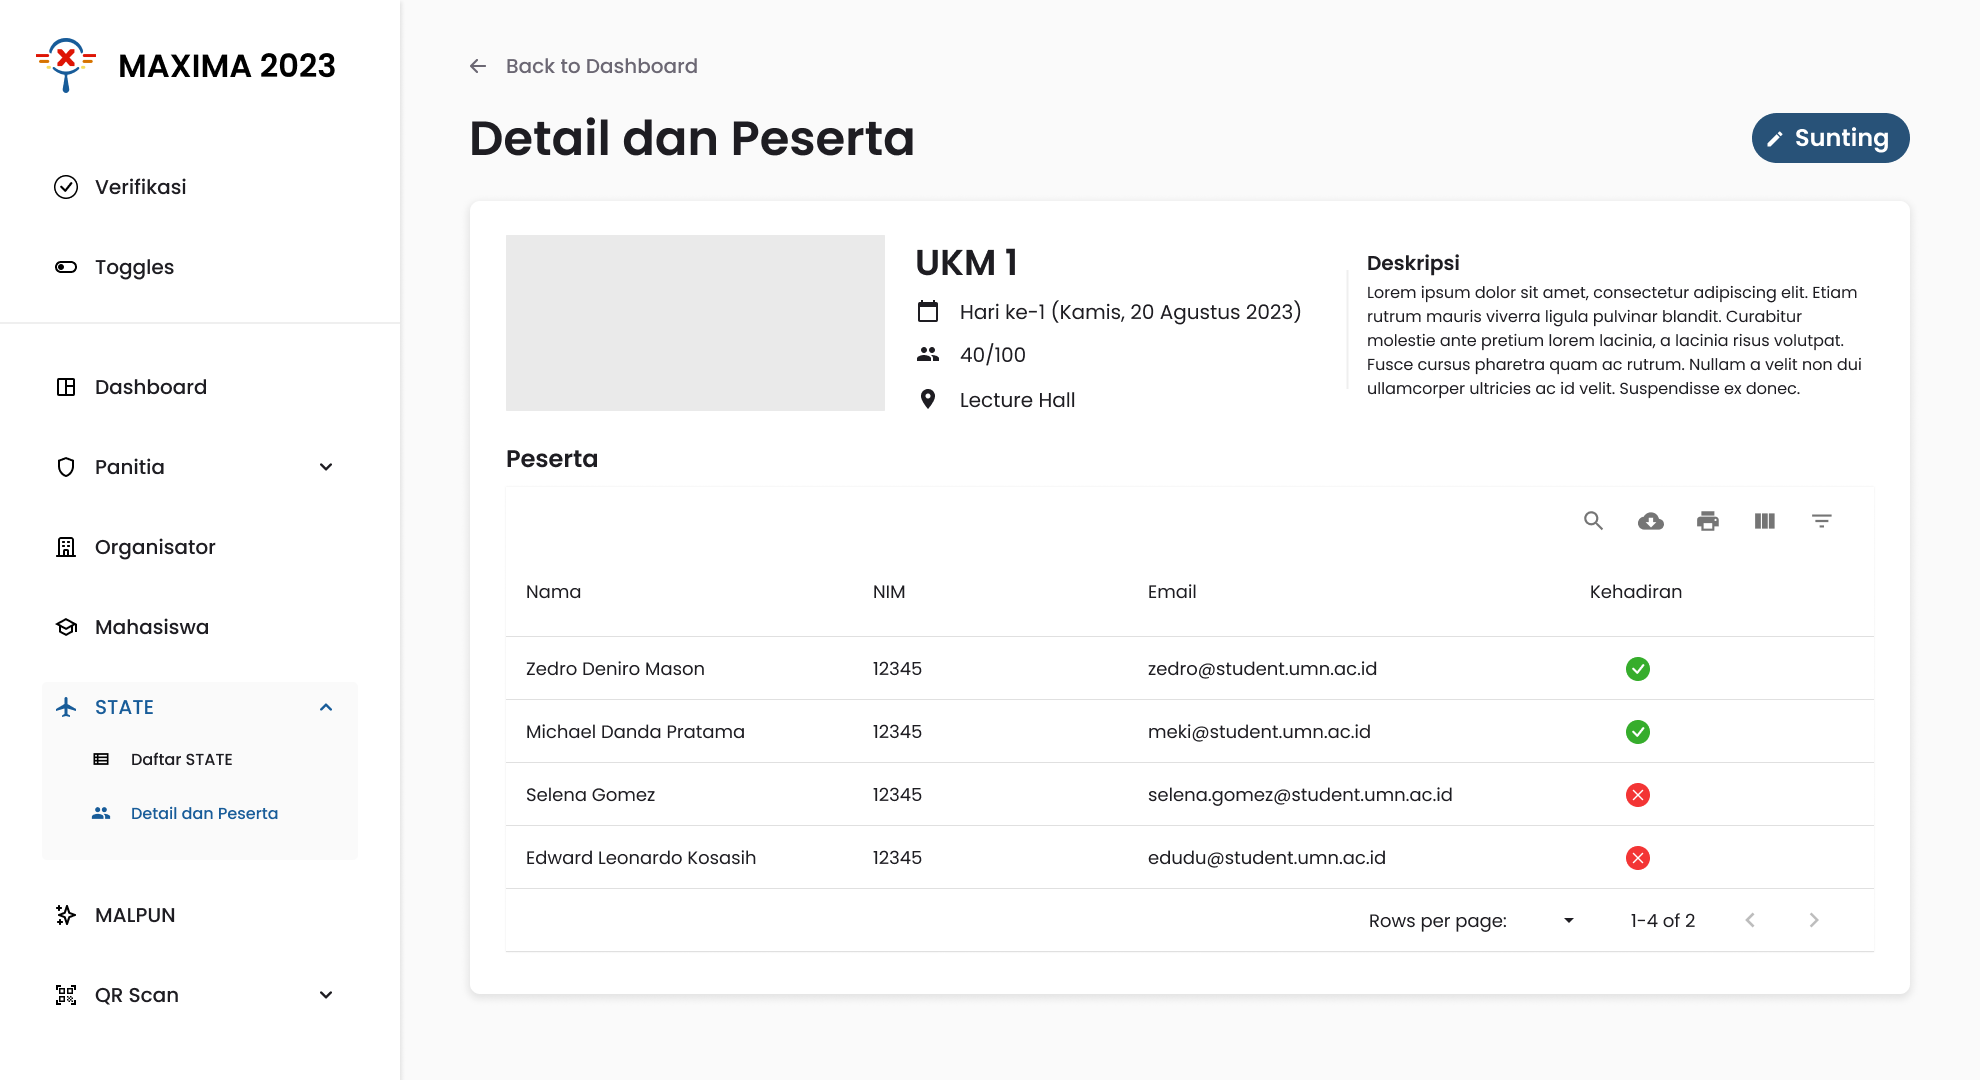 MAXIMA 2023
Verifikasi
Toggles
Dashboard
Panitia
Organisator
Mahasiswa
STATE
Daftar STATE
Detail dan Peserta
MALPUN
QR Scan
Back to Dashboard
Detail dan Peserta
Sunting
UKM 1
Hari ke-1 (Kamis, 20 Agustus 2023)
40/100
Lecture Hall
Deskripsi
Lorem ipsum dolor sit amet, consectetur adipiscing elit. Etiam
rutrum mauris viverra ligula pulvinar blandit. Curabitur
molestie ante pretium lorem lacinia, a lacinia risus volutpat.
Fusce cursus pharetra quam ac rutrum. Nullam a velit non dui
ullamcorper ultricies ac id velit. Suspendisse ex donec.
Peserta
Nama NIM Email Kehadiran
Zedro Deniro Mason 12345 zedro@student.umn.ac.id
Michael Danda Pratama 12345 meki@student.umn.ac.id
Selena Gomez 12345 selena.gomez@student.umn.ac.id
Edward Leonardo Kosasih 12345 edudu@student.umn.ac.id
Rows per page: 1-4 of 2